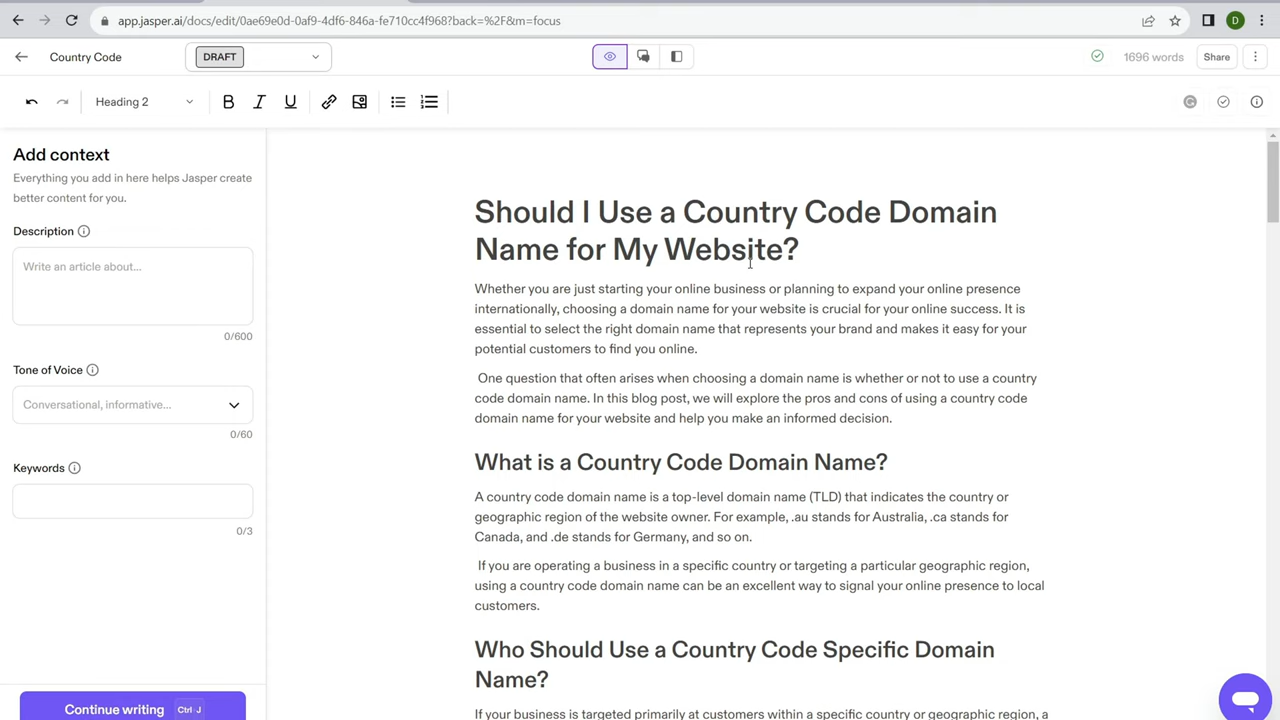 app.jasper.ai/docs/edit/0ae69e0d-0af9-4df6-846a-fe710cc4f968?back=%2F&m=focus
D
Country Code
DRAFT
1696 words
Share
Heading 2
B I U
Add context
Everything you add in here helps Jasper create
better content for you.
Description
Write an article about...
0/600
Tone of Voice
Conversational, informative...
0/60
Keywords
0/3
Continue writing
Ctrl J
Should I Use a Country Code Domain
Name for My Website?
Whether you are just starting your online business or planning to expand your online presence
internationally, choosing a domain name for your website is crucial for your online success. It is
essential to select the right domain name that represents your brand and makes it easy for your
potential customers to find you online.
One question that often arises when choosing a domain name is whether or not to use a country
code domain name. In this blog post, we will explore the pros and cons of using a country code
domain name for your website and help you make an informed decision.
What is a Country Code Domain Name?
A country code domain name is a top-level domain name (TLD) that indicates the country or
geographic region of the website owner. For example, .au stands for Australia, .ca stands for
Canada, and .de stands for Germany, and so on.
If you are operating a business in a specific country or targeting a particular geographic region,
using a country code domain name can be an excellent way to signal your online presence to local
customers.
Who Should Use a Country Code Specific Domain
Name?
If your business is targeted primarily at customers within a specific country or geographic region, a